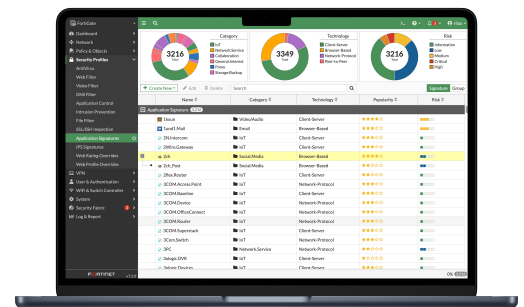 FortiGate
Dashboard
Network
Policy & Objects
Security Profiles
AntiVirus
Web Filter
Video Filter
DNS Filter
Application Control
Intrusion Prevention
File Filter
SSL/SSH Inspection
Application Signatures
IPS Signatures
Web Rating Overrides
Web Profile Overrides
VPN
User & Authentication
WiFi & Switch Controller
System
Security Fabric
Log & Report
FORTINET
Category
3216
Total
IoT
Network.Service
Collaboration
General.Interest
Proxy
Storage.Backup
Technology
3349
Total
Client-Server
Browser-Based
Network-Protocol
Peer-to-Peer
Risk
3216
Total
Information
Low
Medium
Critical
High
+ Create New Edit Delete Search Signature Group
Name Category Technology Popularity Risk
Application Signature
1kxun Video/Audio Client-Server
1and1.Mail Email Browser-Based
2N.Intercom IoT Client-Server
2Wire.Gateway IoT Client-Server
2ch Social.Media Browser-Based
2ch_Post Social.Media Browser-Based
2flex.Router IoT Client-Server
3COM.Access.Point IoT Network-Protocol
3COM.Baseline IoT Client-Server
3COM.Device IoT Network-Protocol
3COM.OfficeConnect IoT Network-Protocol
3COM.Router IoT Network-Protocol
3COM.Superstack IoT Client-Server
3Com.Switch IoT Network-Protocol
3PC Network.Service Network-Protocol
3xlogic.DVR IoT Client-Server
3xlogic.Devices IoT Client-Server
0%